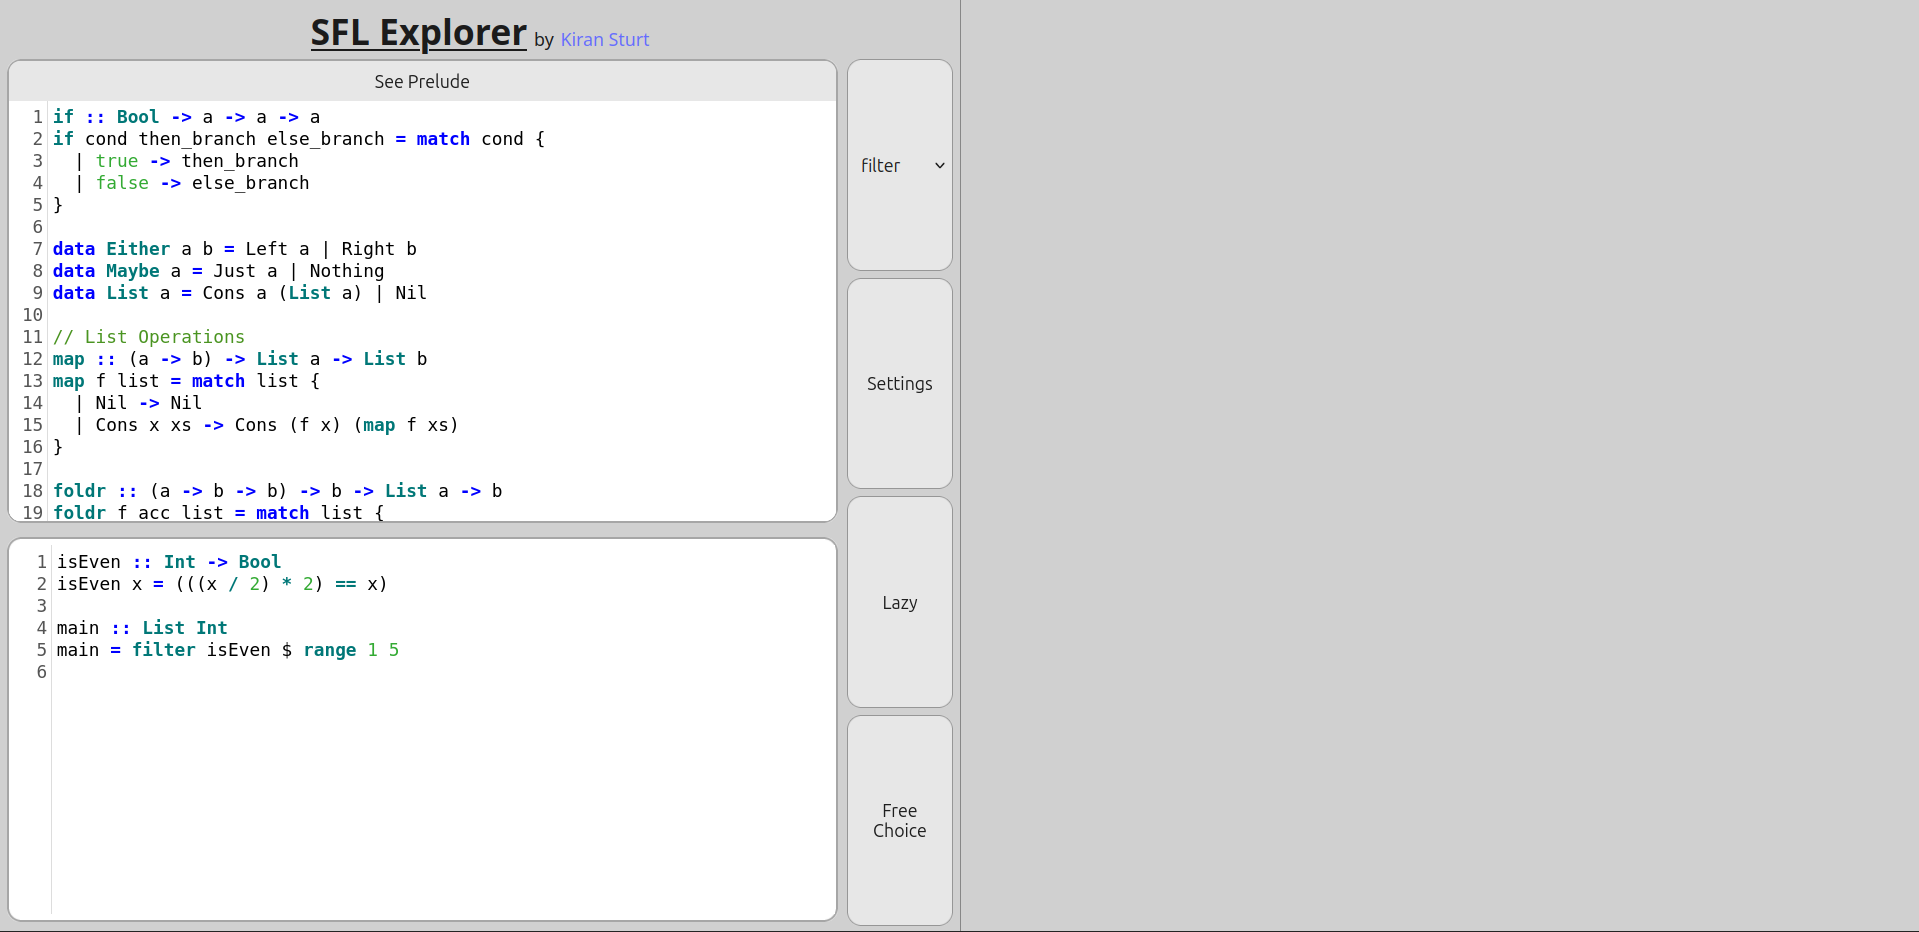 SFL Explorer by Kiran Sturt
See Prelude
1 if :: Bool -> a -> a -> a
2 if cond then_branch else_branch = match cond {
3   | true -> then_branch
4   | false -> else_branch
5 }
6
7 data Either a b = Left a | Right b
8 data Maybe a = Just a | Nothing
9 data List a = Cons a (List a) | Nil
10
11 // List Operations
12 map :: (a -> b) -> List a -> List b
13 map f list = match list {
14   | Nil -> Nil
15   | Cons x xs -> Cons (f x) (map f xs)
16 }
17
18 foldr :: (a -> b -> b) -> b -> List a -> b
19 foldr f acc list = match list {
1 isEven :: Int -> Bool
2 isEven x = (((x / 2) * 2) == x)
3
4 main :: List Int
5 main = filter isEven $ range 1 5
6
filter
Settings
Lazy
Free
Choice